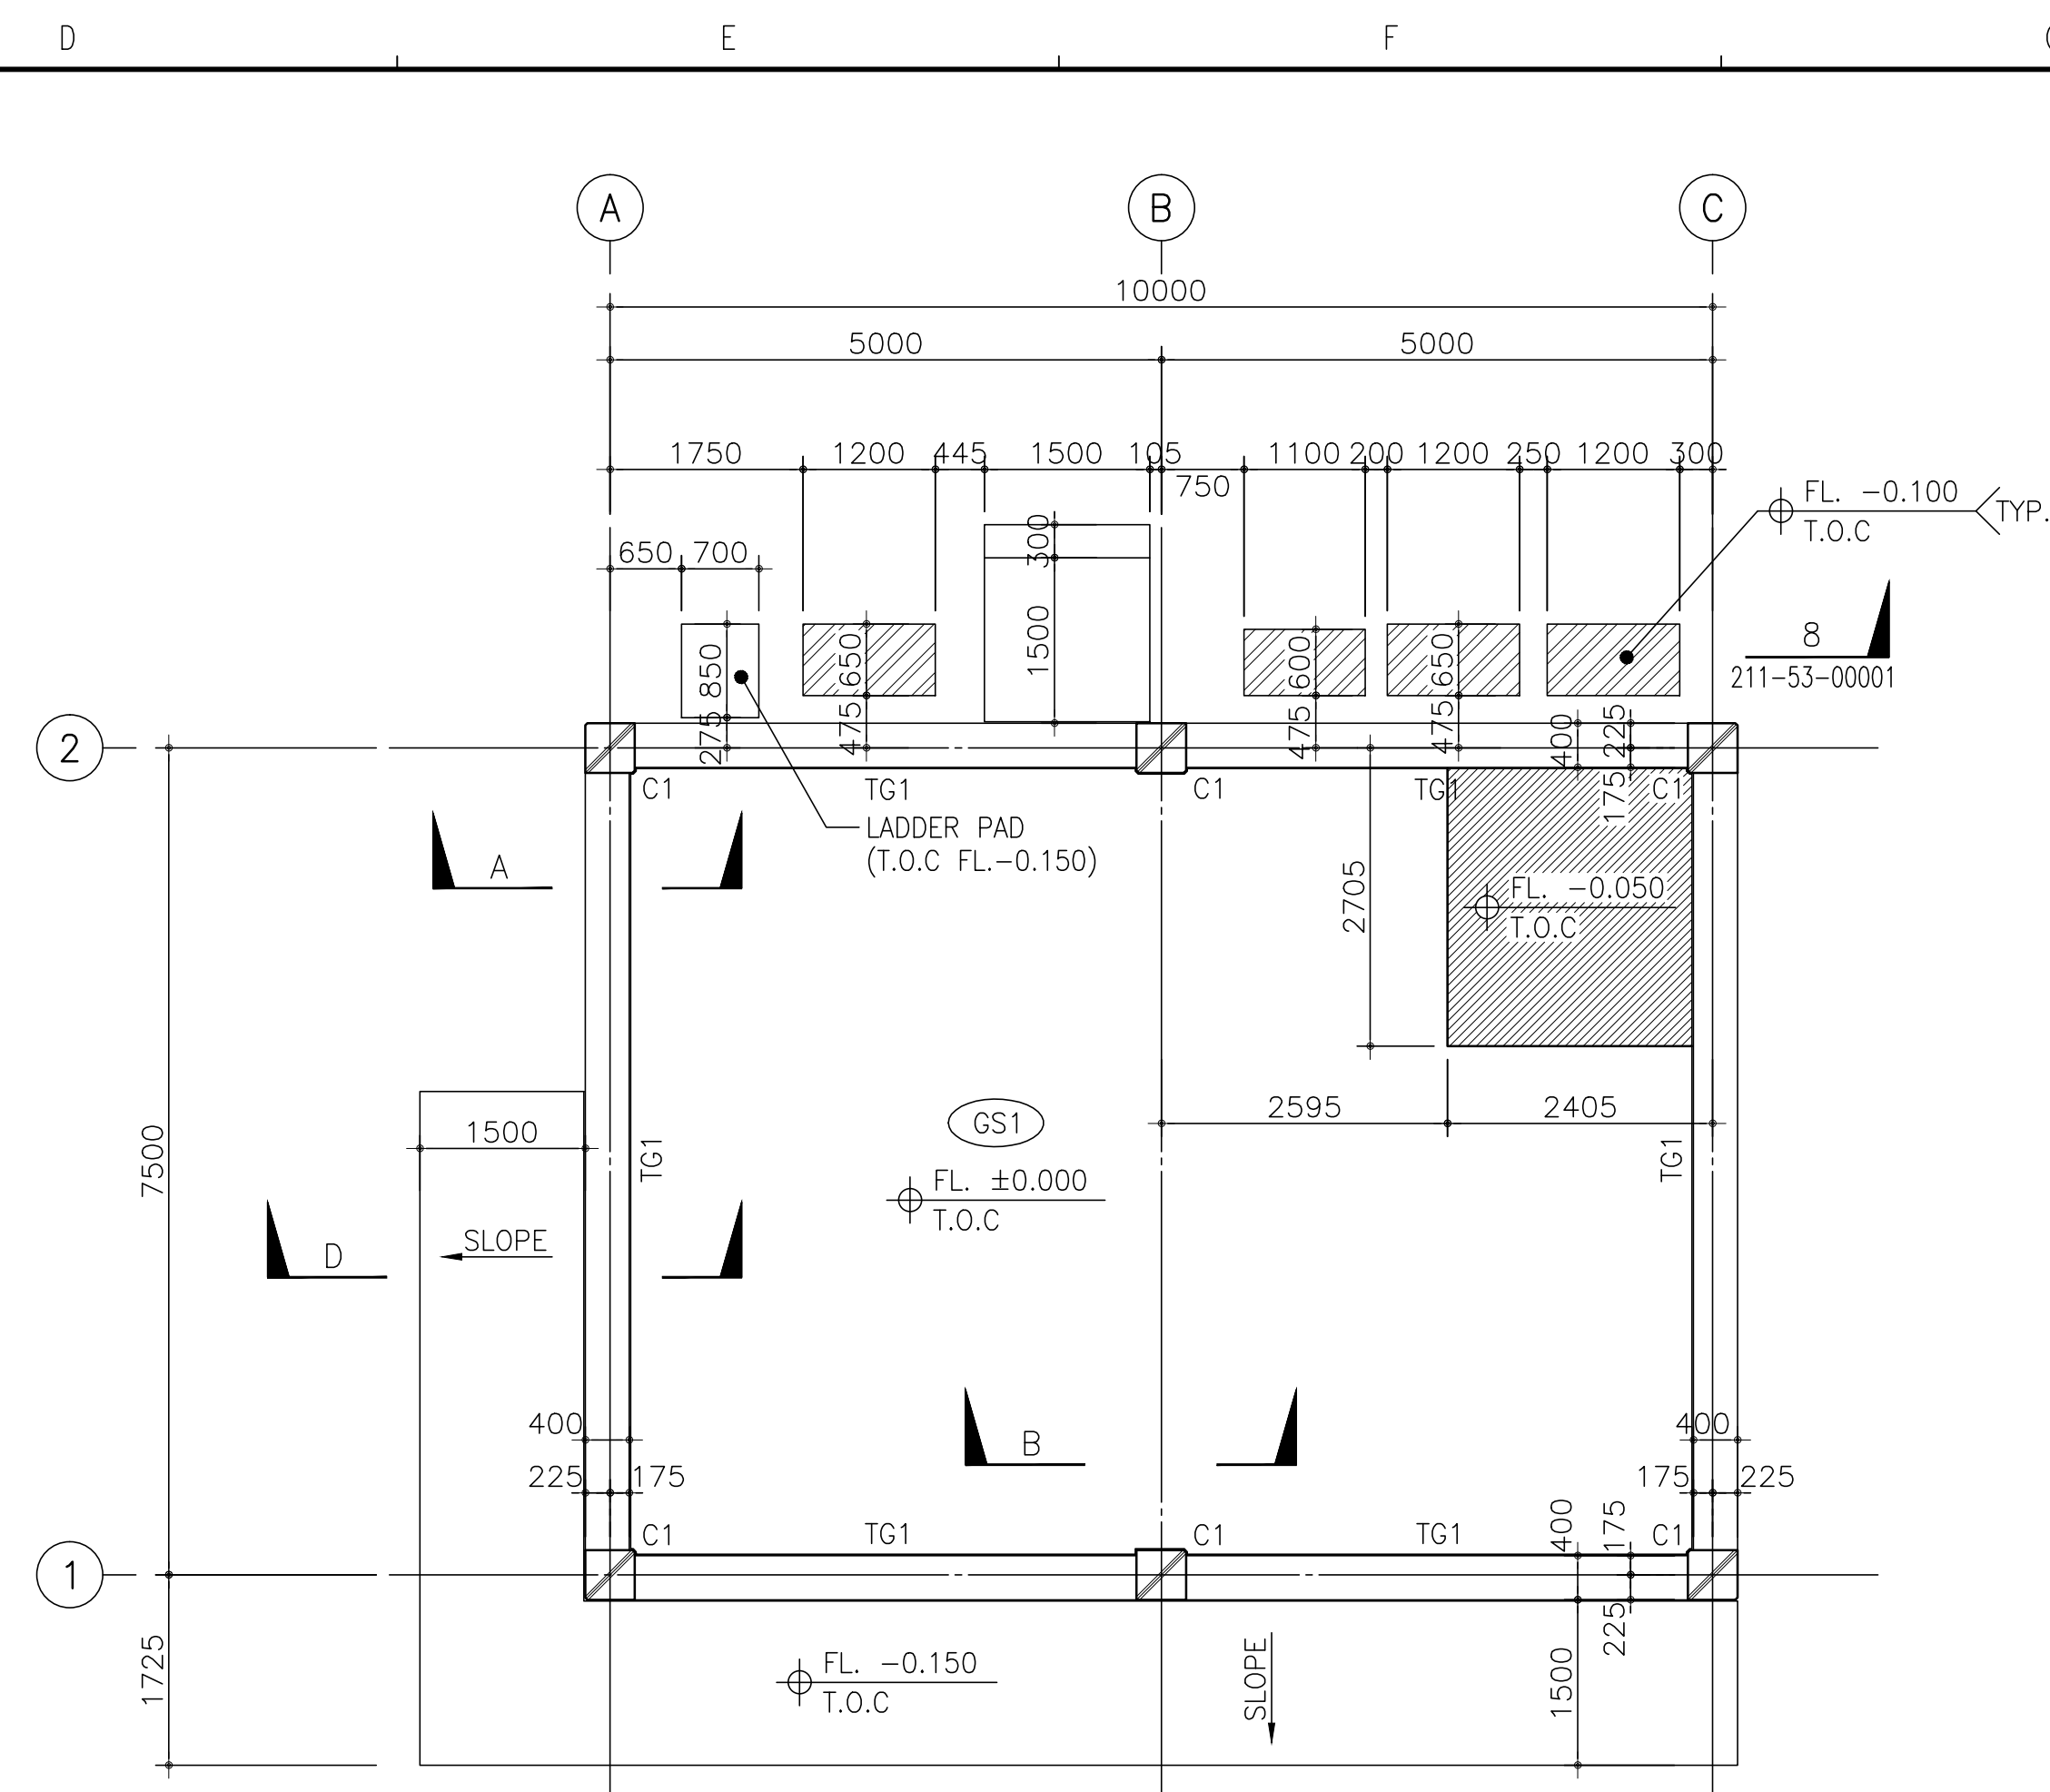 D E F
A B C
10000
5000 5000
1750 1200 445 1500 105 1100 200 1200 250 1200 300
750
FL. -0.100
T.O.C
TYP.
650 700
300
1500
850
650
600
650
8
211-53-00001
275
475
475
475
400
225
175
2
C1 TG1 C1 TG1 C1
LADDER PAD
(T.O.C FL.-0.150)
A
2705
FL. -0.050
T.O.C
2595 2405
GS1
1500
7500
TG1
TG1
FL. ±0.000
T.O.C
SLOPE
D
B
400
225 175
400
175 225
400
175
C1 TG1 C1 TG1 C1
1
225
1725
FL. -0.150
T.O.C
SLOPE
1500